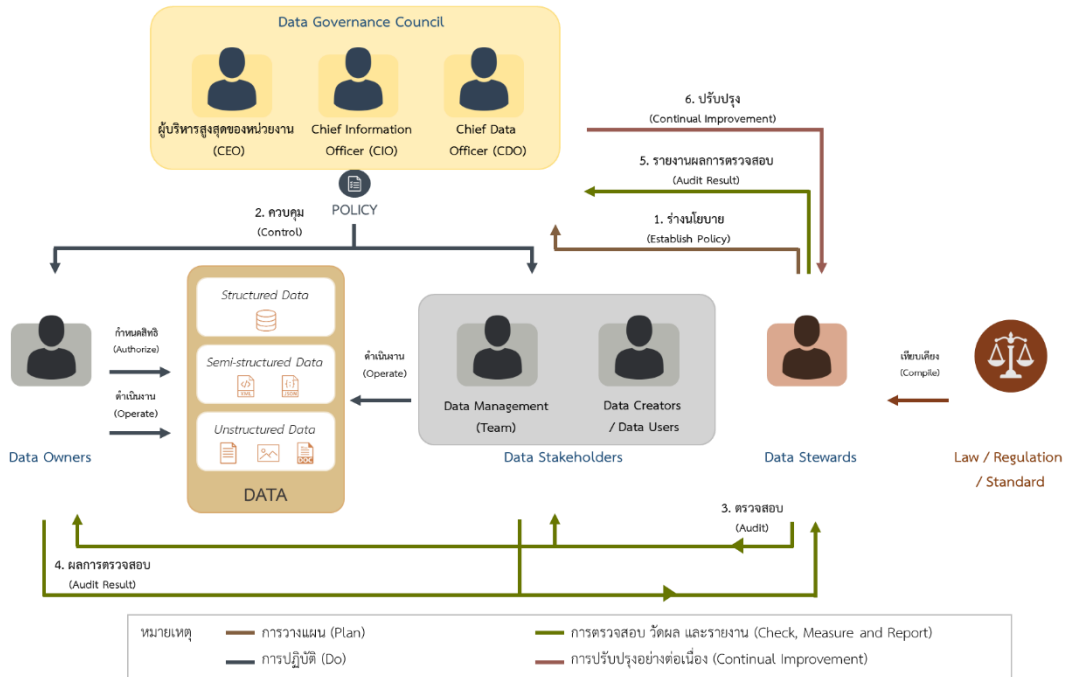 Data Governance Council
ผู้บริหารสูงสุดของหน่วยงาน
(CEO)
Chief Information
Officer (CIO)
Chief Data
Officer (CDO)
POLICY
6. ปรับปรุง
(Continual Improvement)
5. รายงานผลการตรวจสอบ
(Audit Result)
1. ร่างนโยบาย
(Establish Policy)
2. ควบคุม
(Control)
Structured Data
Semi-structured Data
XML
JSON
Unstructured Data
DOC
DATA
กำหนดสิทธิ
(Authorize)
ดำเนินงาน
(Operate)
Data Owners
ดำเนินงาน
(Operate)
Data Management
(Team)
Data Creators
/ Data Users
Data Stakeholders
Data Stewards
เทียบเคียง
(Compile)
Law / Regulation
/ Standard
3. ตรวจสอบ
(Audit)
4. ผลการตรวจสอบ
(Audit Result)
หมายเหตุ
การวางแผน (Plan)
การตรวจสอบ วัดผล และรายงาน (Check, Measure and Report)
การปฏิบัติ (Do)
การปรับปรุงอย่างต่อเนื่อง (Continual Improvement)